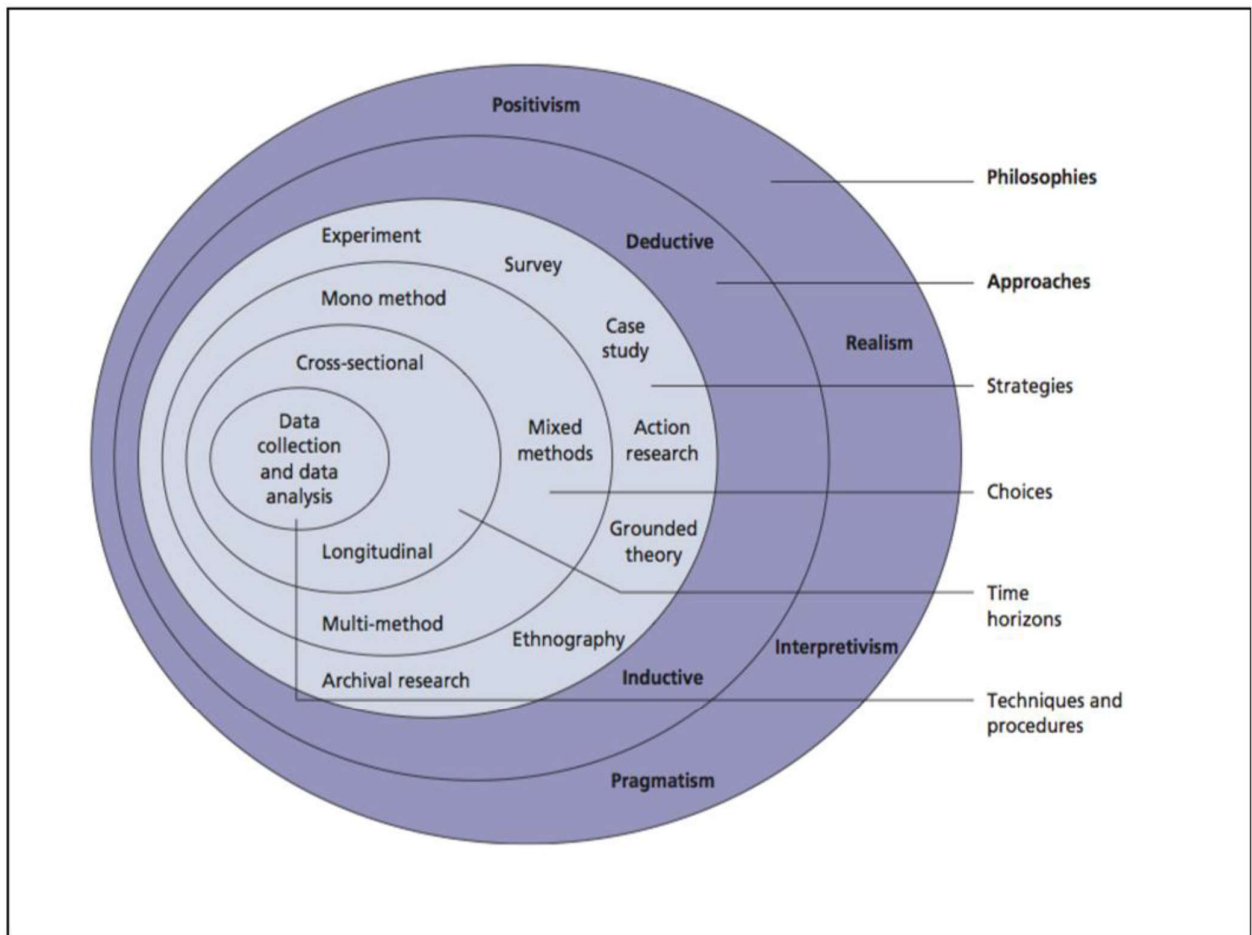 Positivism
Philosophies
Experiment
Deductive
Survey
Approaches
Mono method
Case
study
Realism
Cross-sectional
Strategies
Data
collection
and data
analysis
Mixed
methods
Action
research
Choices
Grounded
theory
Longitudinal
Time
horizons
Multi-method
Ethnography
Interpretivism
Archival research
Inductive
Techniques and
procedures
Pragmatism